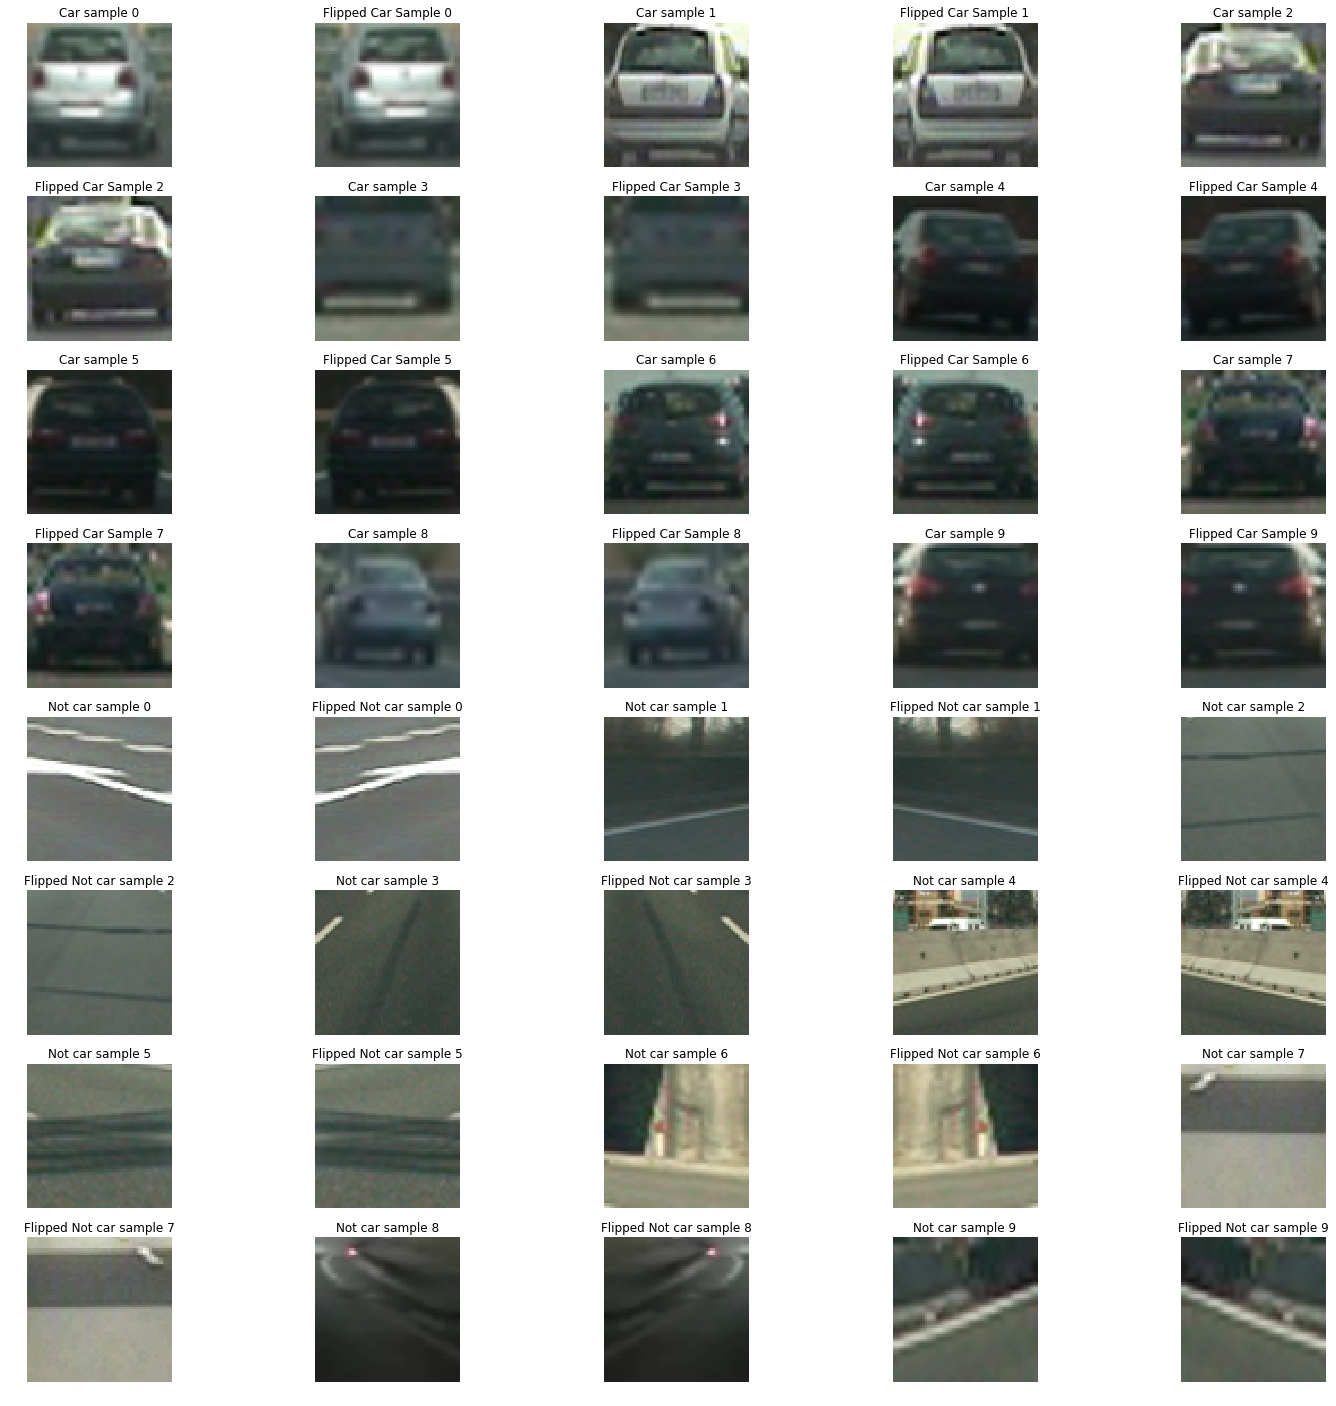 Car sample 0
Flipped Car Sample 0
Car sample 1
Flipped Car Sample 1
Car sample 2
Flipped Car Sample 2
Car sample 3
Flipped Car Sample 3
Car sample 4
Flipped Car Sample 4
Car sample 5
Flipped Car Sample 5
Car sample 6
Flipped Car Sample 6
Car sample 7
Flipped Car Sample 7
Car sample 8
Flipped Car Sample 8
Car sample 9
Flipped Car Sample 9
Not car sample 0
Flipped Not car sample 0
Not car sample 1
Flipped Not car sample 1
Not car sample 2
Flipped Not car sample 2
Not car sample 3
Flipped Not car sample 3
Not car sample 4
Flipped Not car sample 4
Not car sample 5
Flipped Not car sample 5
Not car sample 6
Flipped Not car sample 6
Not car sample 7
Flipped Not car sample 7
Not car sample 8
Flipped Not car sample 8
Not car sample 9
Flipped Not car sample 9